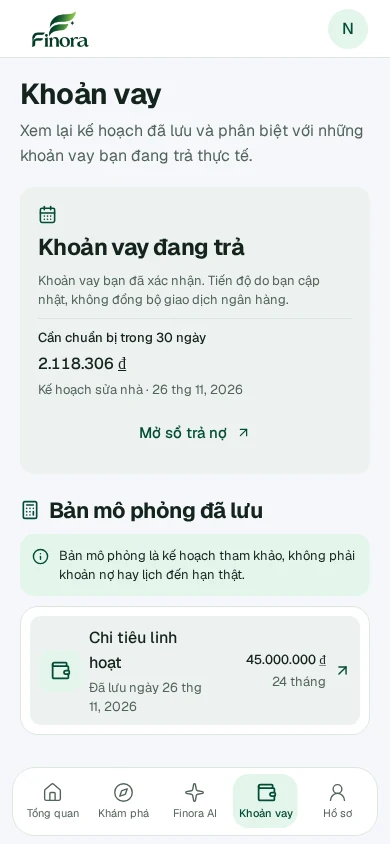 Finora
N
Khoản vay
Xem lại kế hoạch đã lưu và phân biệt với những
khoản vay bạn đang trả thực tế.
Khoản vay đang trả
Khoản vay bạn đã xác nhận. Tiến độ do bạn cập
nhật, không đồng bộ giao dịch ngân hàng.
Cần chuẩn bị trong 30 ngày
2.118.306 ₫
Kế hoạch sửa nhà · 26 thg 11, 2026
Mở sổ trả nợ
Bản mô phỏng đã lưu
Bản mô phỏng là kế hoạch tham khảo, không phải
khoản nợ hay lịch đến hạn thật.
Chi tiêu linh
hoạt
45.000.000 ₫
24 tháng
Đã lưu ngày 26 thg
11, 2026
Tổng quan
Khám phá
Finora AI
Khoản vay
Hồ sơ